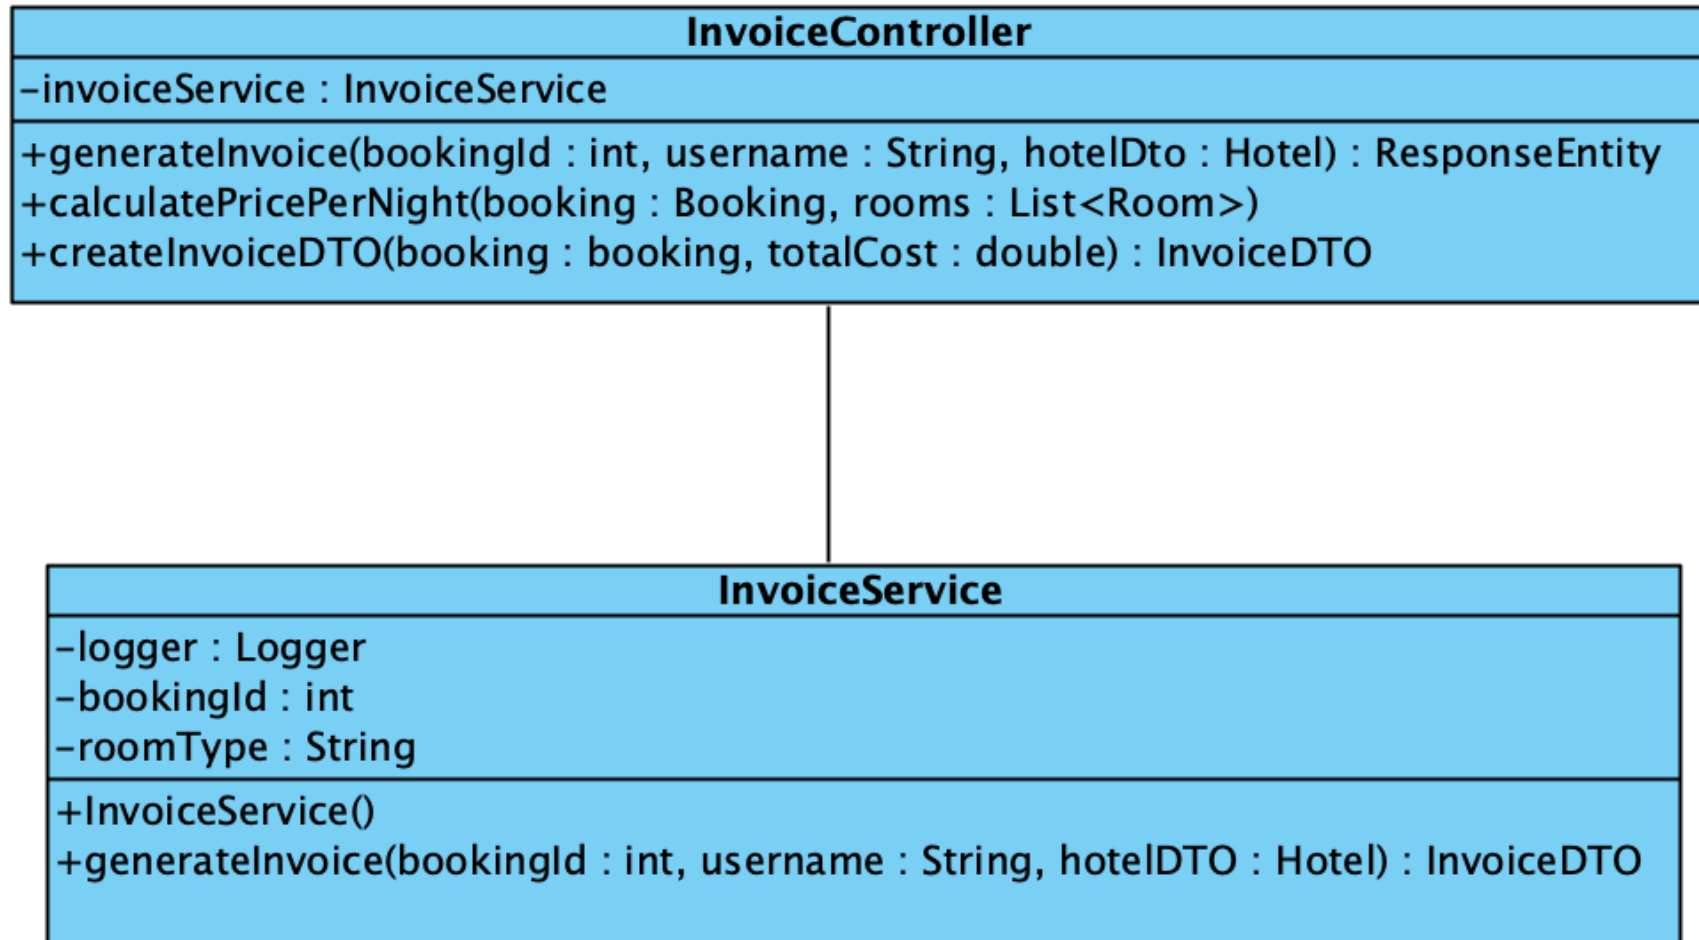 InvoiceController
-invoiceService : InvoiceService
+generateInvoice(bookingId : int, username : String, hotelDto : Hotel) : ResponseEntity
+calculatePricePerNight(booking : Booking, rooms : List<Room>)
+createInvoiceDTO(booking : booking, totalCost : double) : InvoiceDTO
InvoiceService
-logger : Logger
-bookingId : int
-roomType : String
+InvoiceService()
+generateInvoice(bookingId : int, username : String, hotelDTO : Hotel) : InvoiceDTO